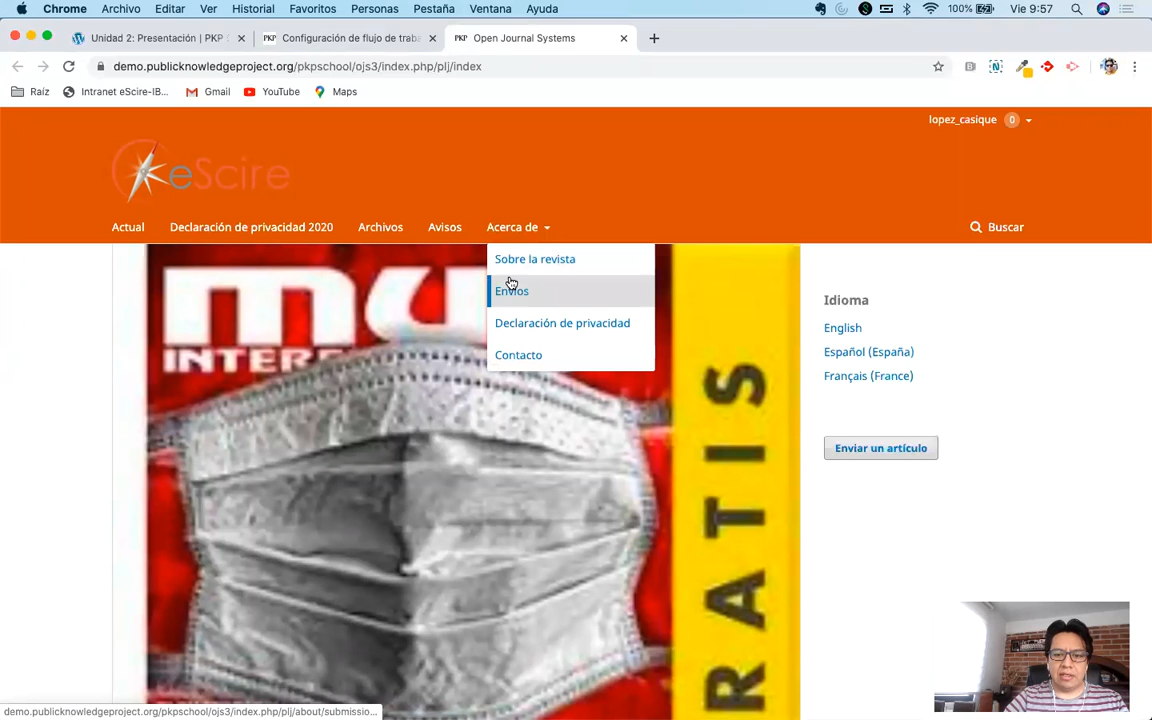 Chrome Archivo Editar Ver Historial Favoritos Personas Pestaña Ventana Ayuda 100% Vie 9:57
Unidad 2: Presentación | PKP
Configuración de flujo de trab
PKP Open Journal Systems
demo.publicknowledgeproject.org/pkpschool/ojs3/index.php/plj/index
Raíz Intranet eScire-IB... Gmail YouTube Maps
lopez_casique 0
eScire
Actual Declaración de privacidad 2020 Archivos Avisos Acerca de Buscar
Sobre la revista
Envíos
Declaración de privacidad
Contacto
Idioma
English
Español (España)
Français (France)
Enviar un artículo
demo.publicknowledgeproject.org/pkpschool/ojs3/index.php/plj/about/submissio...